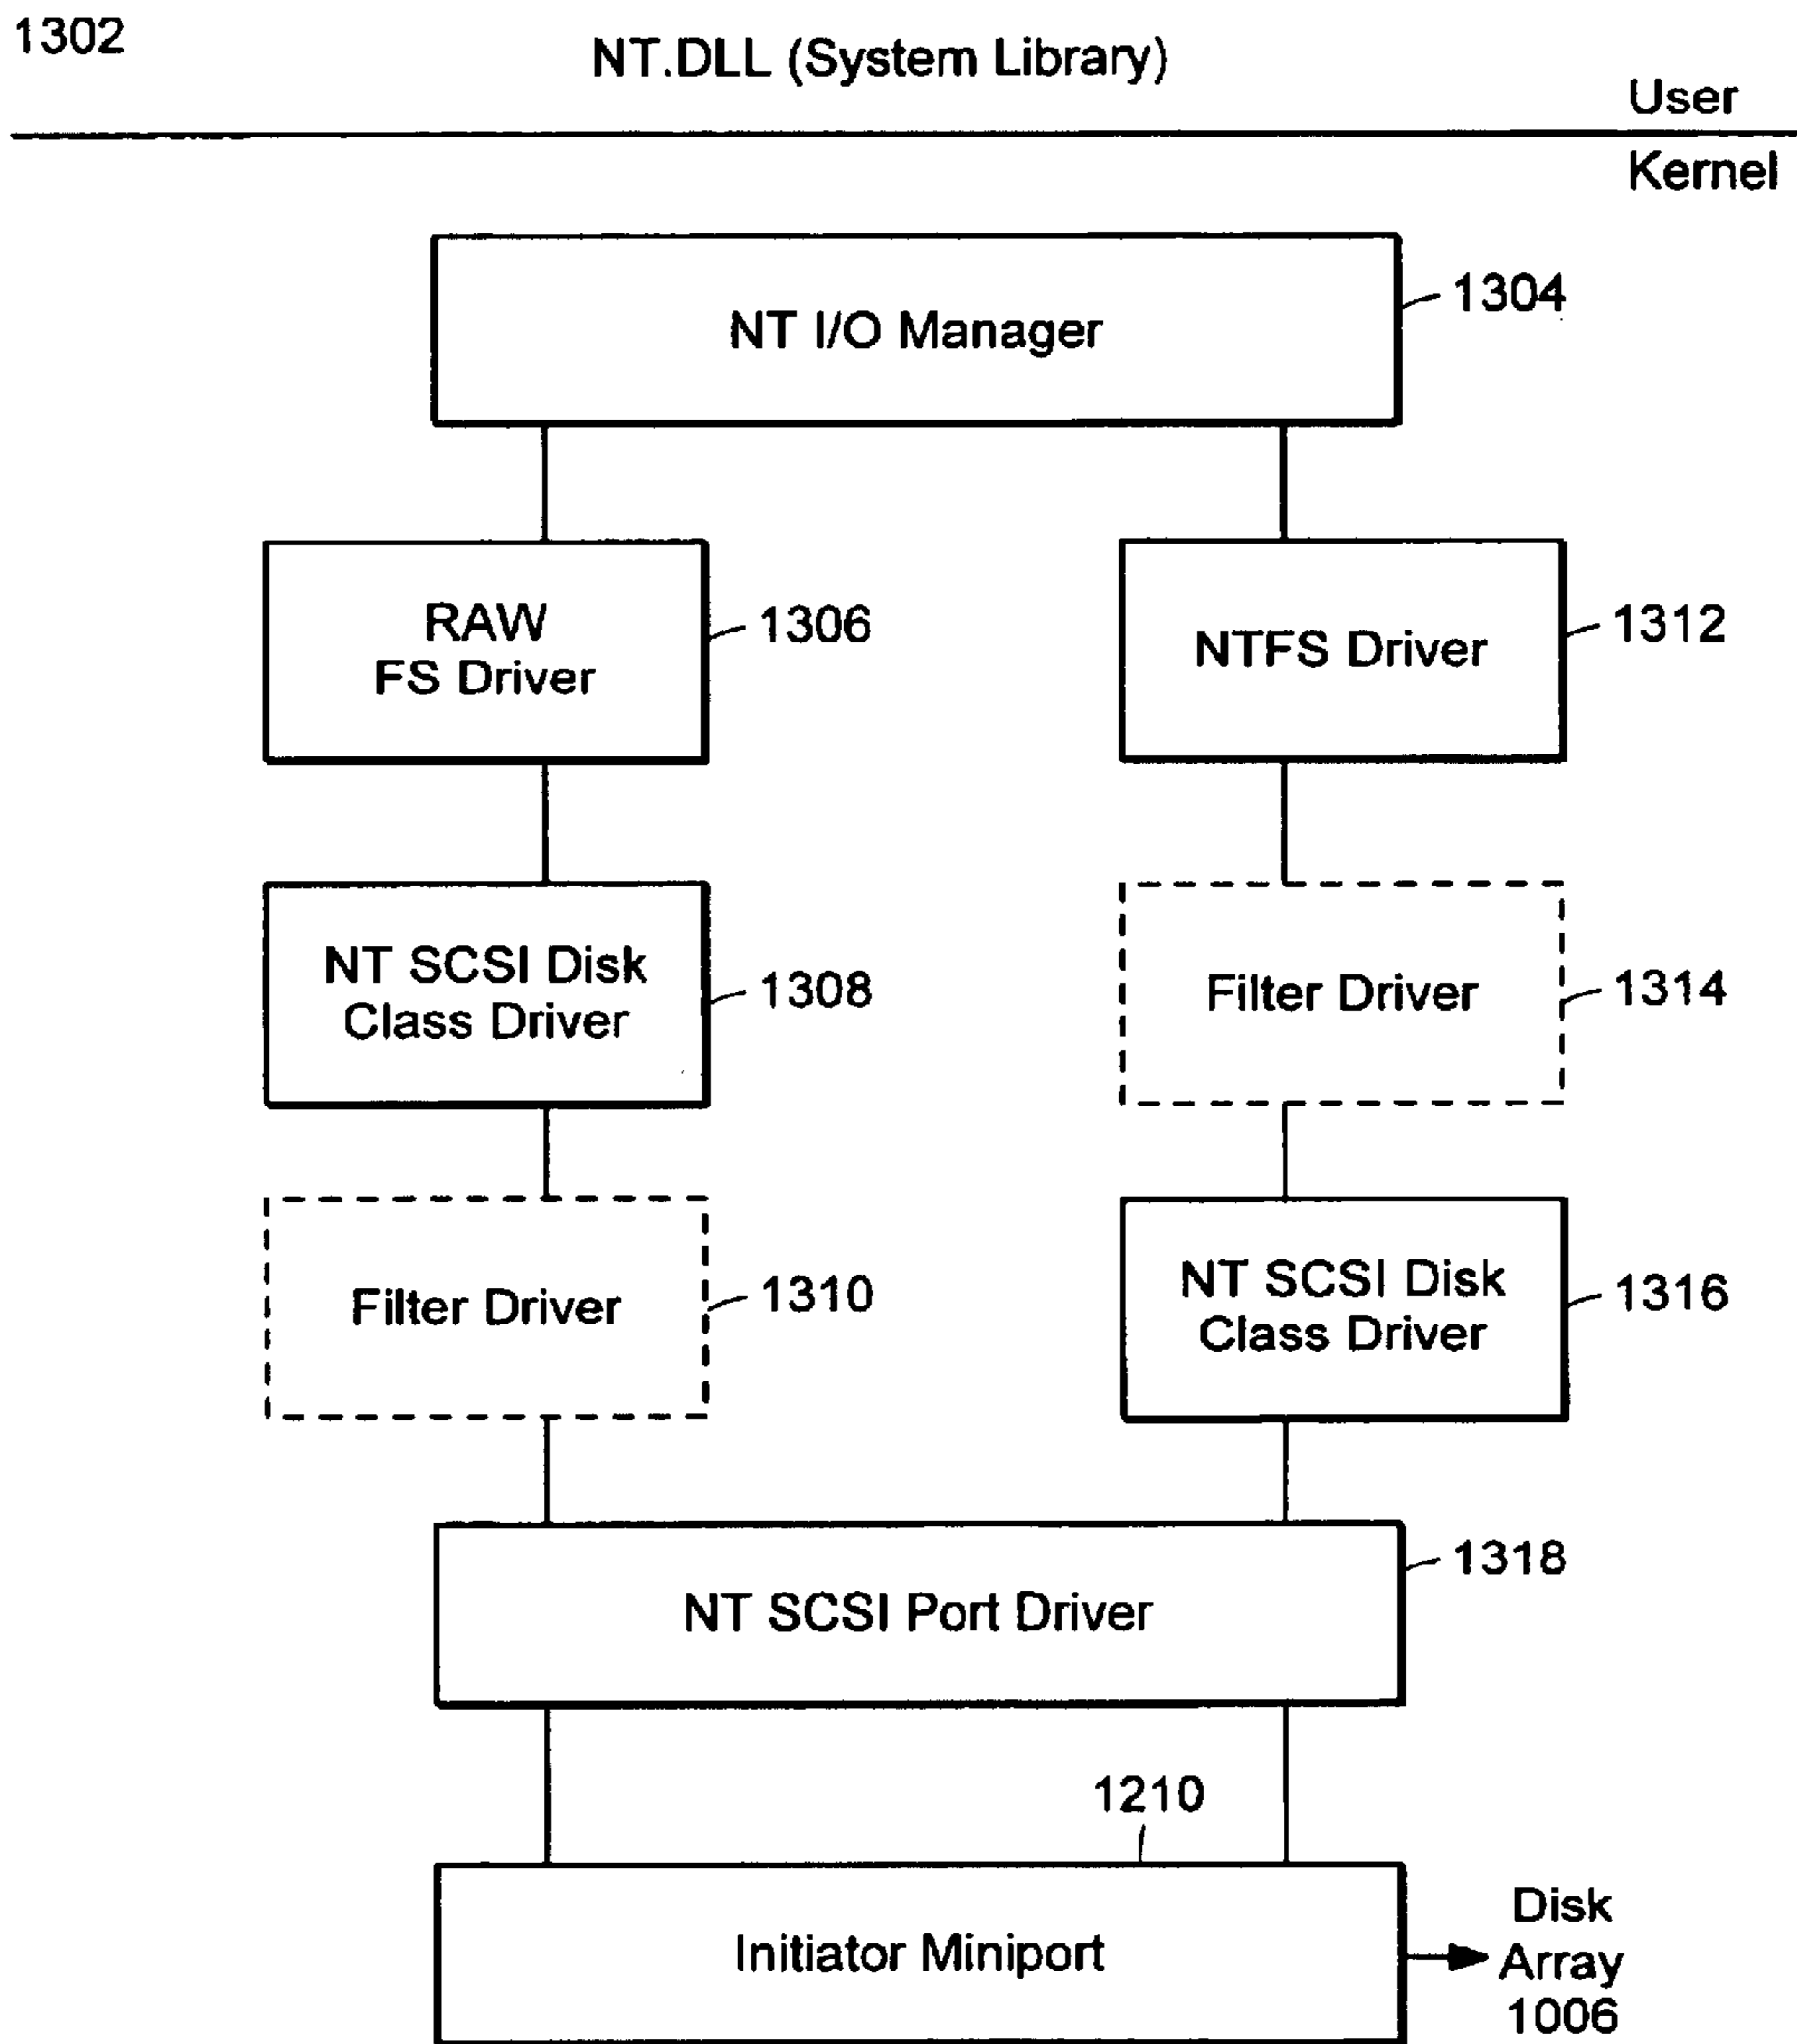 1302
NT.DLL (System Library)
User
Kernel
NT I/O Manager
1304
RAW
FS Driver
1306
NTFS Driver
1312
NT SCSI Disk
Class Driver
1308
Filter Driver
1314
Filter Driver
1310
NT SCSI Disk
Class Driver
1316
NT SCSI Port Driver
1318
1210
Initiator Miniport
Disk
Array
1006